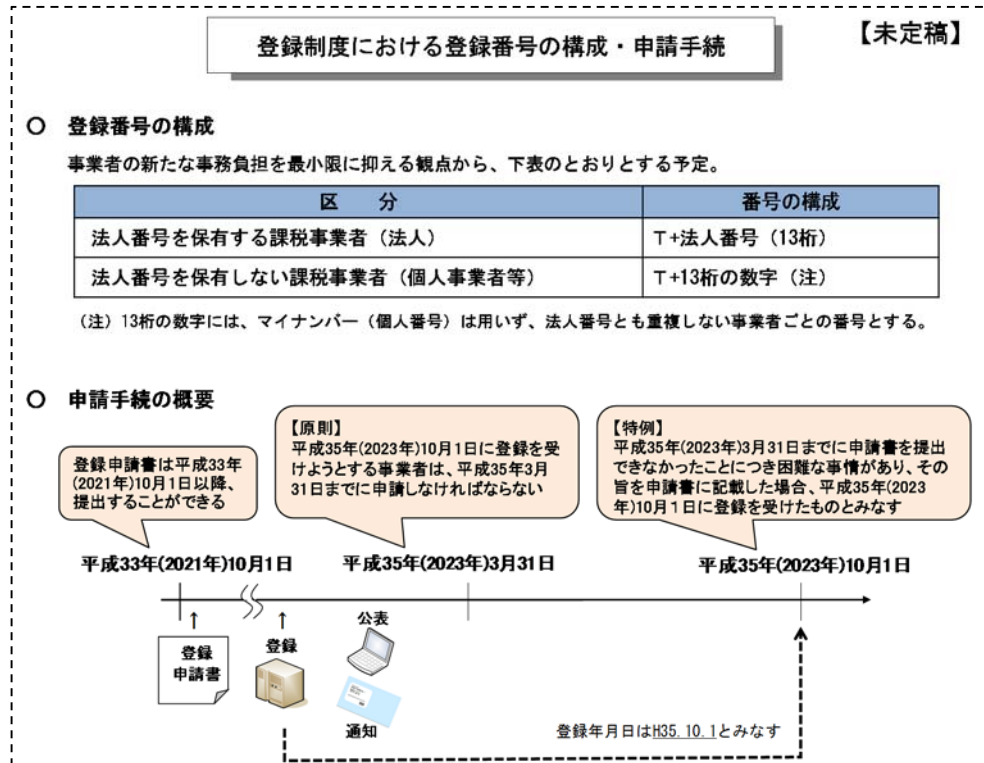 登録制度における登録番号の構成・申請手続
【未定稿】
○ 登録番号の構成
事業者の新たな事務負担を最小限に抑える観点から、下表のとおりとする予定。
区 分
番号の構成
法人番号を保有する課税事業者（法人）
T+法人番号（13桁）
法人番号を保有しない課税事業者（個人事業者等）
T+13桁の数字（注）
（注）13桁の数字には、マイナンバー（個人番号）は用いず、法人番号とも重複しない事業者ごとの番号とする。
○ 申請手続の概要
登録申請書は平成33年
(2021年)10月1日以降、
提出することができる
【原則】
平成35年(2023年)10月1日に登録を受
けようとする事業者は、平成35年3月
31日までに申請しなければならない
【特例】
平成35年(2023年)3月31日までに申請書を提出
できなかったことにつき困難な事情があり、その
旨を申請書に記載した場合、平成35年(2023
年)10月1日に登録を受けたものとみなす
平成33年(2021年)10月1日
平成35年(2023年)3月31日
平成35年(2023年)10月1日
登録
申請書
登録
公表
通知
登録年月日はH35.10.1とみなす